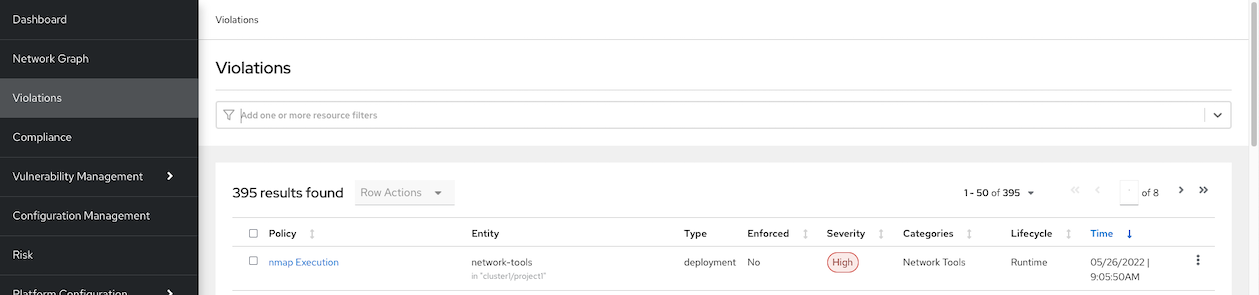 Dashboard
Network Graph
Violations
Compliance
Vulnerability Management
Configuration Management
Risk
Platform Configuration
Violations
Violations
Add one or more resource filters
395 results found
Row Actions
1 - 50 of 395
of 8
Policy Entity Type Enforced Severity Categories Lifecycle Time
nmap Execution network-tools deployment No High Network Tools Runtime 05/26/2022 |
in "cluster1/project1" 9:05:50AM